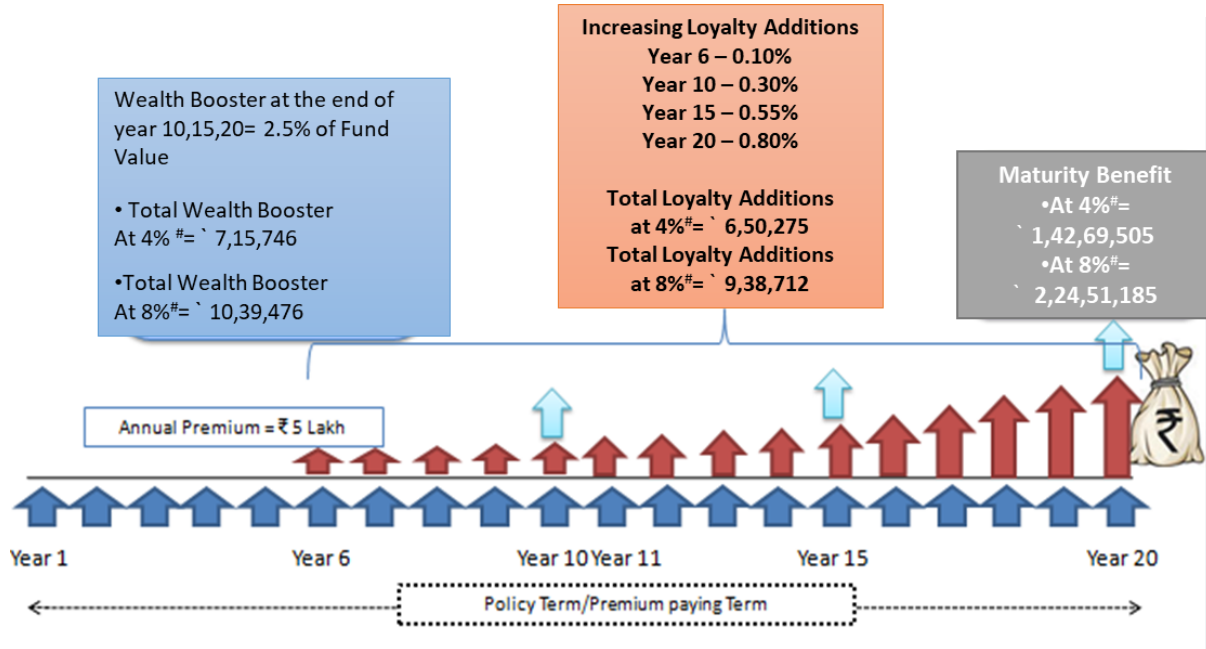 Increasing Loyalty Additions
Year 6 – 0.10%
Year 10 – 0.30%
Year 15 – 0.55%
Year 20 – 0.80%
Total Loyalty Additions
at 4%#= ` 6,50,275
Total Loyalty Additions
at 8%#= ` 9,38,712
Wealth Booster at the end of
year 10,15,20= 2.5% of Fund
Value
• Total Wealth Booster
At 4% #= ` 7,15,746
•Total Wealth Booster
At 8%#= ` 10,39,476
Maturity Benefit
•At 4%#=
` 1,42,69,505
•At 8%#=
` 2,24,51,185
Annual Premium = ₹ 5 Lakh
₹
Year 1 Year 6 Year 10 Year 11 Year 15 Year 20
Policy Term/Premium paying Term